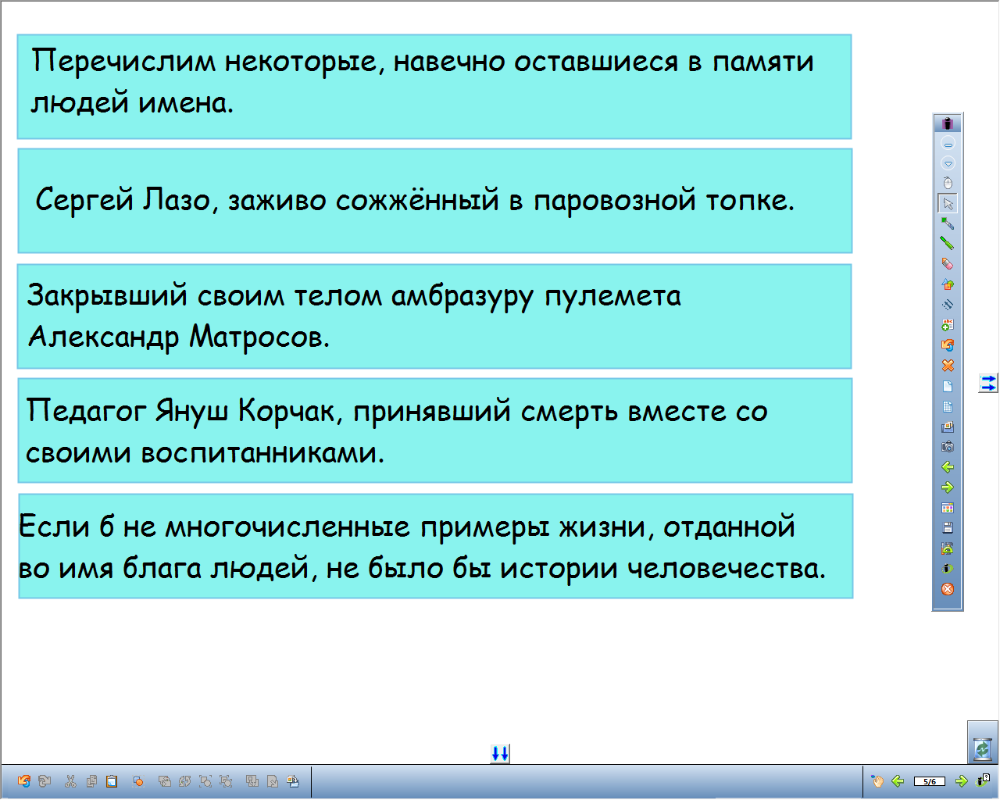 Перечислим некоторые, навечно оставшиеся в памяти
людей имена.
Сергей Лазо, заживо сожжённый в паровозной топке.
Закрывший своим телом амбразуру пулемета
Александр Матросов.
Педагог Януш Корчак, принявший смерть вместе со
своими воспитанниками.
Если б не многочисленные примеры жизни, отданной
во имя блага людей, не было бы истории человечества.
5/6